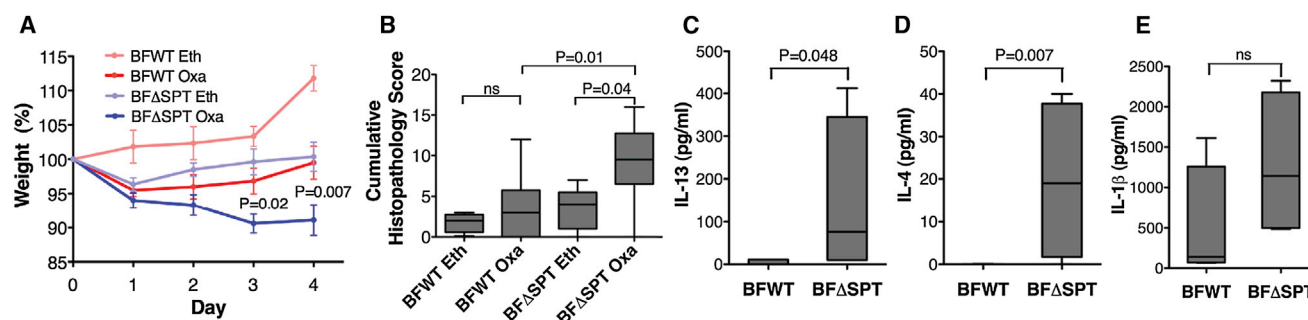 A
BFWT Eth
BFWT Oxa
BFΔSPT Eth
BFΔSPT Oxa
Weight (%)
115
110
105
100
95
90
85
P=0.02
P=0.007
0 1 2 3 4
Day
B
Cumulative
Histopathology Score
20
15
10
5
0
P=0.01
ns
P=0.04
BFWT Eth
BFWT Oxa
BFΔSPT Eth
BFΔSPT Oxa
C
IL-13 (pg/ml)
500
400
300
200
100
0
P=0.048
BFWT BFΔSPT
D
IL-4 (pg/ml)
50
40
30
20
10
0
P=0.007
BFWT BFΔSPT
E
IL-1β (pg/ml)
2500
2000
1500
1000
500
0
ns
BFWT BFΔSPT